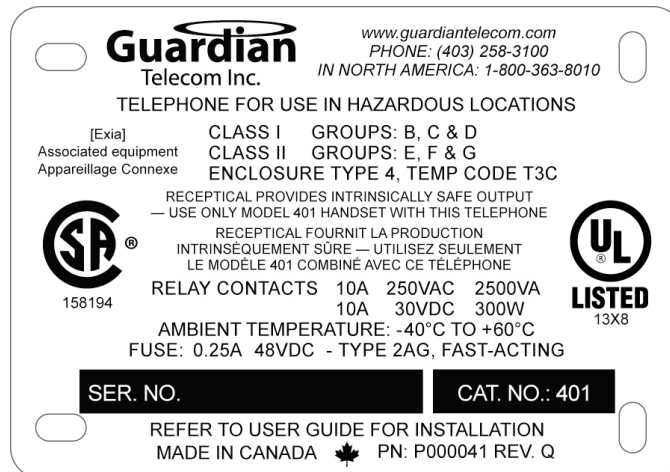 Guardian
Telecom Inc.
www.guardiantelecom.com
PHONE: (403) 258-3100
IN NORTH AMERICA: 1-800-363-8010
TELEPHONE FOR USE IN HAZARDOUS LOCATIONS
[Exia]
Associated equipment
Appareillage Connexe
CLASS I GROUPS: B, C & D
CLASS II GROUPS: E, F & G
ENCLOSURE TYPE 4, TEMP CODE T3C
RECEPTICAL PROVIDES INTRINSICALLY SAFE OUTPUT
— USE ONLY MODEL 401 HANDSET WITH THIS TELEPHONE
RECEPTICAL FOURNIT LA PRODUCTION
INTRINSÈQUEMENT SÛRE — UTILISEZ SEULEMENT
LE MODÈLE 401 COMBINÉ AVEC CE TÉLÉPHONE
SA ®
158194
UL ®
LISTED
13X8
RELAY CONTACTS 10A 250VAC 2500VA
10A 30VDC 300W
AMBIENT TEMPERATURE: -40°C TO +60°C
FUSE: 0.25A 48VDC - TYPE 2AG, FAST-ACTING
SER. NO.
CAT. NO.: 401
REFER TO USER GUIDE FOR INSTALLATION
MADE IN CANADA PN: P000041 REV. Q